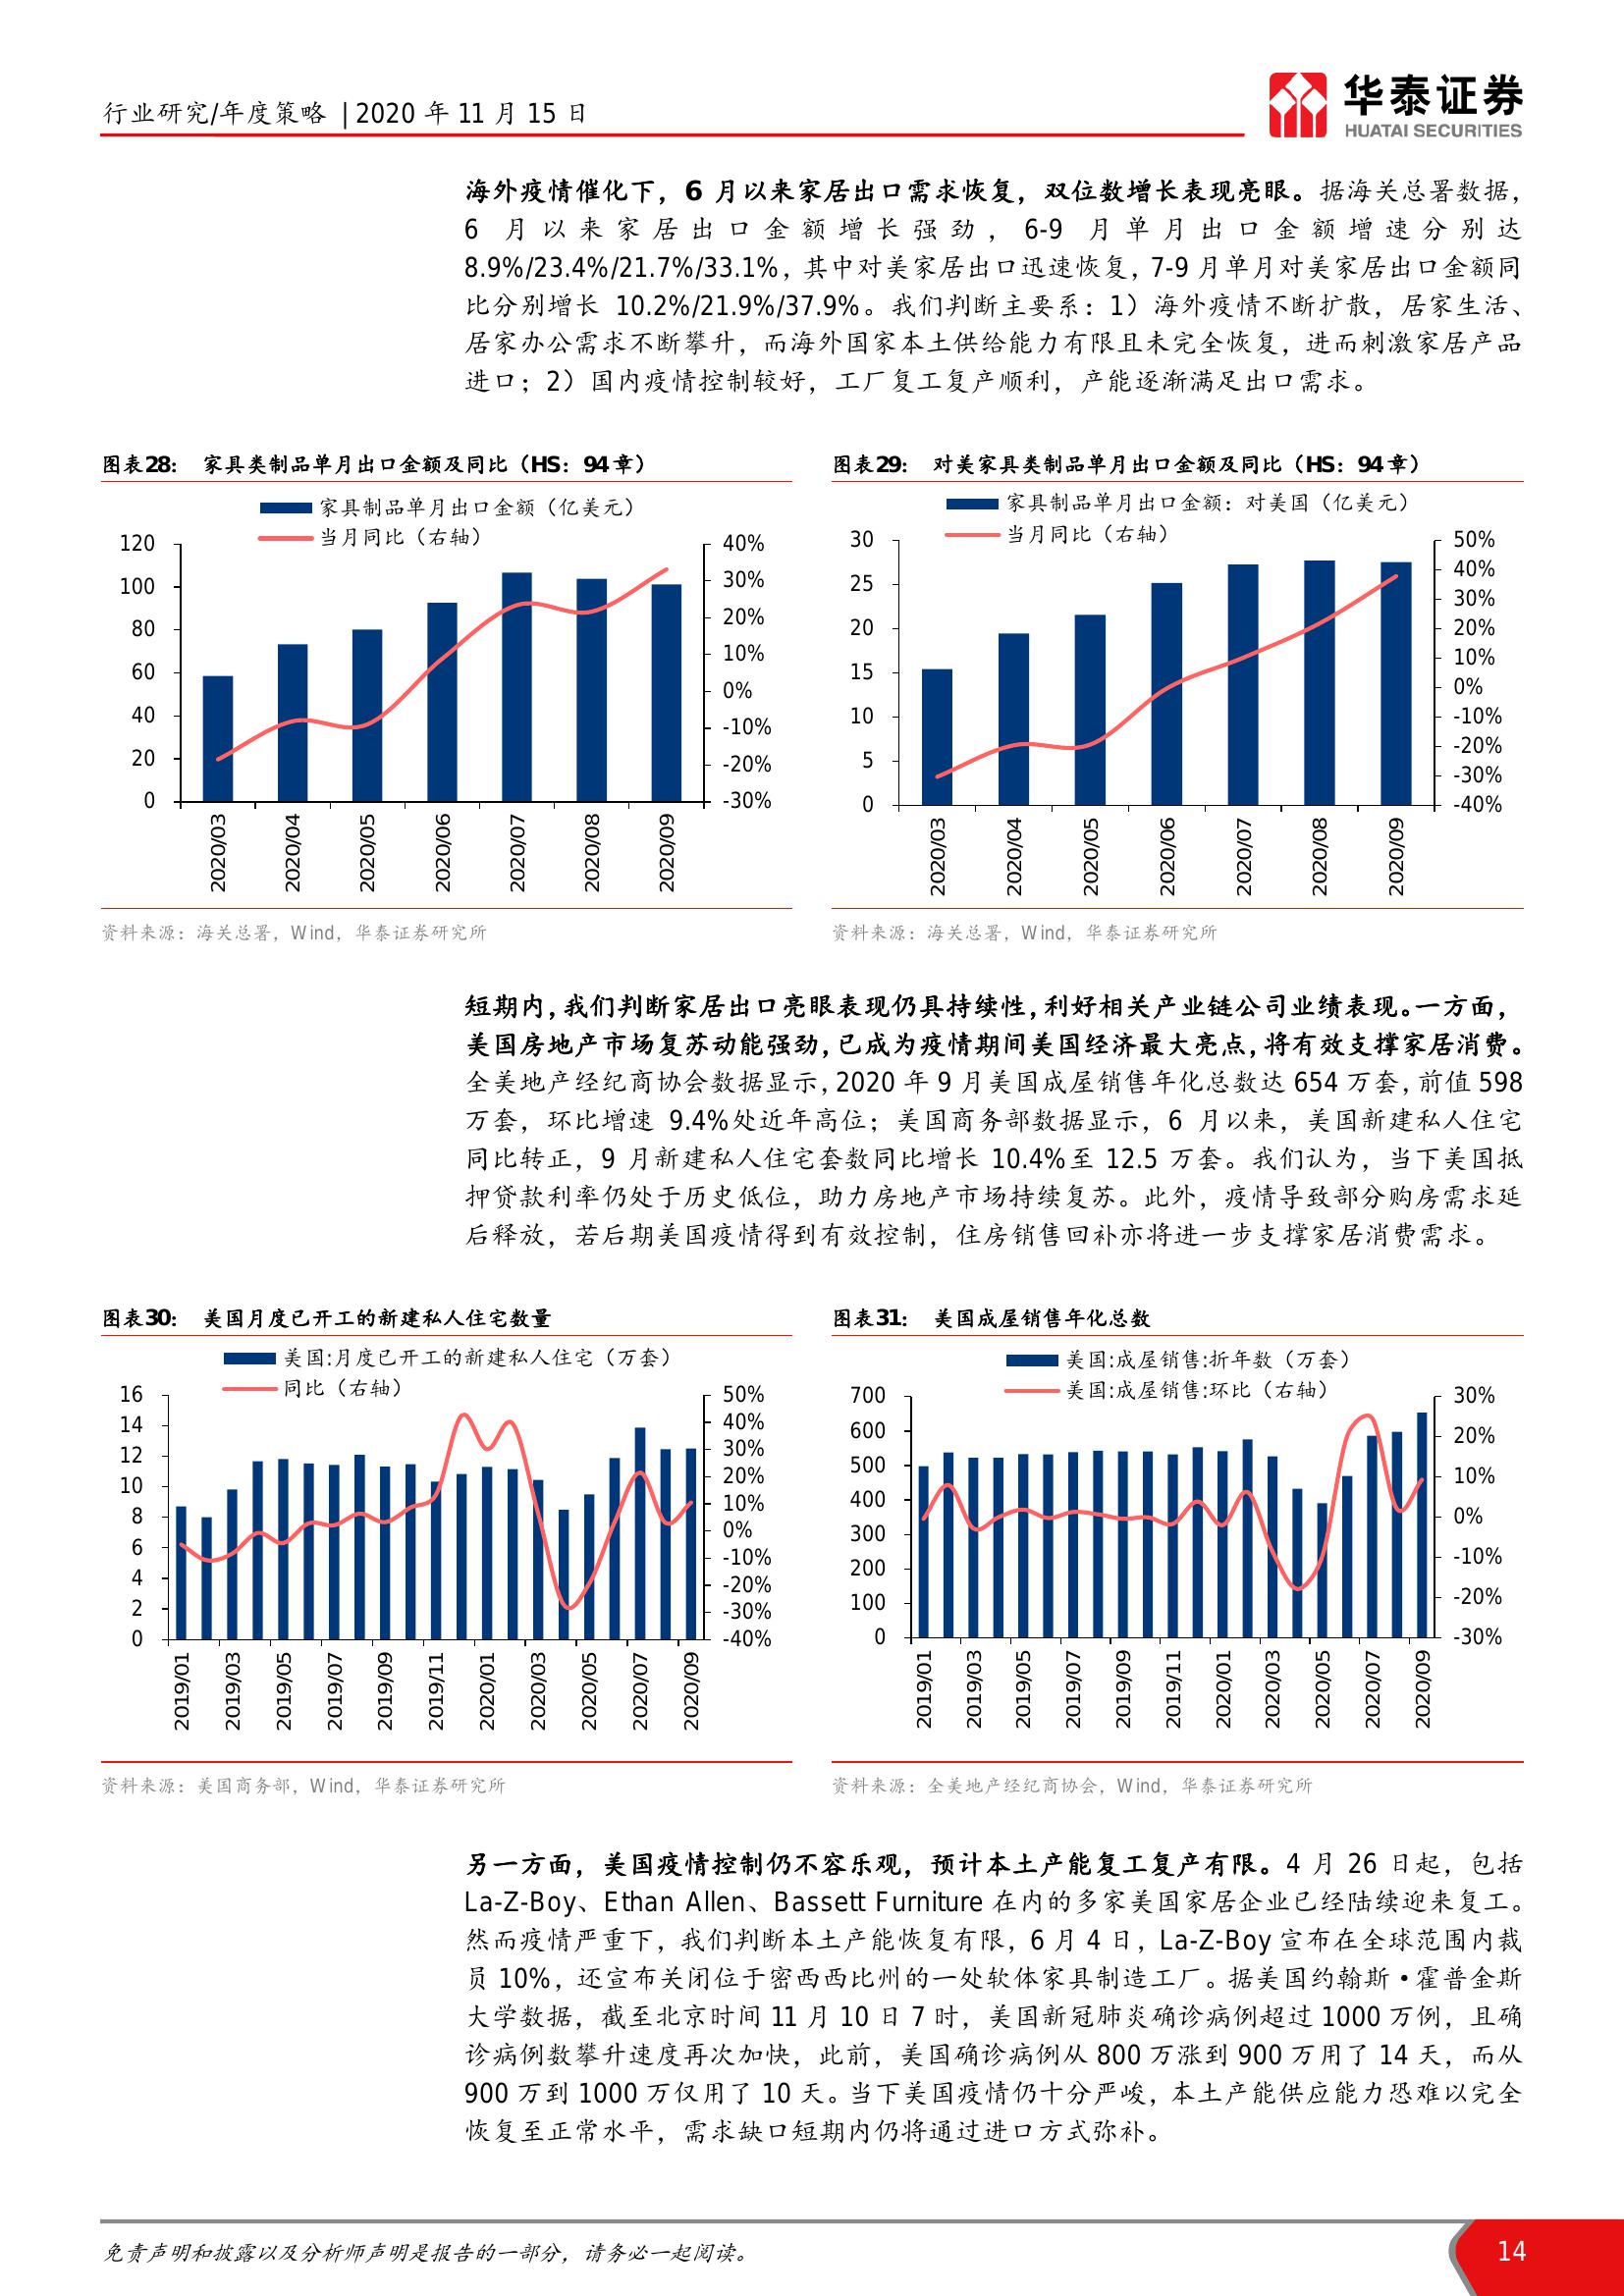 行业研究/年度策略 | 2020 年 11 月 15 日
华泰证券
HUATAI SECURITIES
海外疫情催化下，6 月以来家居出口需求恢复，双位数增长表现亮眼。据海关总署数据，
6 月以来家居出口金额增长强劲，6-9 月单月出口金额增速分别达
8.9%/23.4%/21.7%/33.1%，其中对美家居出口迅速恢复，7-9 月单月对美家居出口金额同
比分别增长 10.2%/21.9%/37.9%。我们判断主要系：1）海外疫情不断扩散，居家生活、
居家办公需求不断攀升，而海外国家本土供给能力有限且未完全恢复，进而刺激家居产品
进口；2）国内疫情控制较好，工厂复工复产顺利，产能逐渐满足出口需求。
图表28： 家具类制品单月出口金额及同比（HS：94 章）
家具制品单月出口金额（亿美元）
当月同比（右轴）
120
100
80
60
40
20
0
40%
30%
20%
10%
0%
-10%
-20%
-30%
2020/03
2020/04
2020/05
2020/06
2020/07
2020/08
2020/09
资料来源：海关总署，Wind，华泰证券研究所
图表29： 对美家具类制品单月出口金额及同比（HS：94 章）
家具制品单月出口金额：对美国（亿美元）
当月同比（右轴）
30
25
20
15
10
5
0
50%
40%
30%
20%
10%
0%
-10%
-20%
-30%
-40%
2020/03
2020/04
2020/05
2020/06
2020/07
2020/08
2020/09
资料来源：海关总署，Wind，华泰证券研究所
短期内，我们判断家居出口亮眼表现仍具持续性，利好相关产业链公司业绩表现。一方面，
美国房地产市场复苏动能强劲，已成为疫情期间美国经济最大亮点，将有效支撑家居消费。
全美地产经纪商协会数据显示，2020 年 9 月美国成屋销售年化总数达 654 万套，前值 598
万套，环比增速 9.4%处近年高位；美国商务部数据显示，6 月以来，美国新建私人住宅
同比转正，9 月新建私人住宅套数同比增长 10.4%至 12.5 万套。我们认为，当下美国抵
押贷款利率仍处于历史低位，助力房地产市场持续复苏。此外，疫情导致部分购房需求延
后释放，若后期美国疫情得到有效控制，住房销售回补亦将进一步支撑家居消费需求。
图表30： 美国月度已开工的新建私人住宅数量
美国:月度已开工的新建私人住宅（万套）
同比（右轴）
16
14
12
10
8
6
4
2
0
50%
40%
30%
20%
10%
0%
-10%
-20%
-30%
-40%
2019/01
2019/03
2019/05
2019/07
2019/09
2019/11
2020/01
2020/03
2020/05
2020/07
2020/09
资料来源：美国商务部，Wind，华泰证券研究所
图表31： 美国成屋销售年化总数
美国:成屋销售:折年数（万套）
美国:成屋销售:环比（右轴）
700
600
500
400
300
200
100
0
30%
20%
10%
0%
-10%
-20%
-30%
2019/01
2019/03
2019/05
2019/07
2019/09
2019/11
2020/01
2020/03
2020/05
2020/07
2020/09
资料来源：全美地产经纪商协会，Wind，华泰证券研究所
另一方面，美国疫情控制仍不容乐观，预计本土产能复工复产有限。4 月 26 日起，包括
La-Z-Boy、Ethan Allen、Bassett Furniture 在内的多家美国家居企业已经陆续迎来复工。
然而疫情严重下，我们判断本土产能恢复有限，6 月 4 日，La-Z-Boy 宣布在全球范围内裁
员 10%，还宣布关闭位于密西西比州的一处软体家具制造工厂。据美国约翰斯·霍普金斯
大学数据，截至北京时间 11 月 10 日 7 时，美国新冠肺炎确诊病例超过 1000 万例，且确
诊病例数攀升速度再次加快，此前，美国确诊病例从 800 万涨到 900 万用了 14 天，而从
900 万到 1000 万仅用了 10 天。当下美国疫情仍十分严峻，本土产能供应能力恐难以完全
恢复至正常水平，需求缺口短期内仍将通过进口方式弥补。
免责声明和披露以及分析师声明是报告的一部分，请务必一起阅读。
14